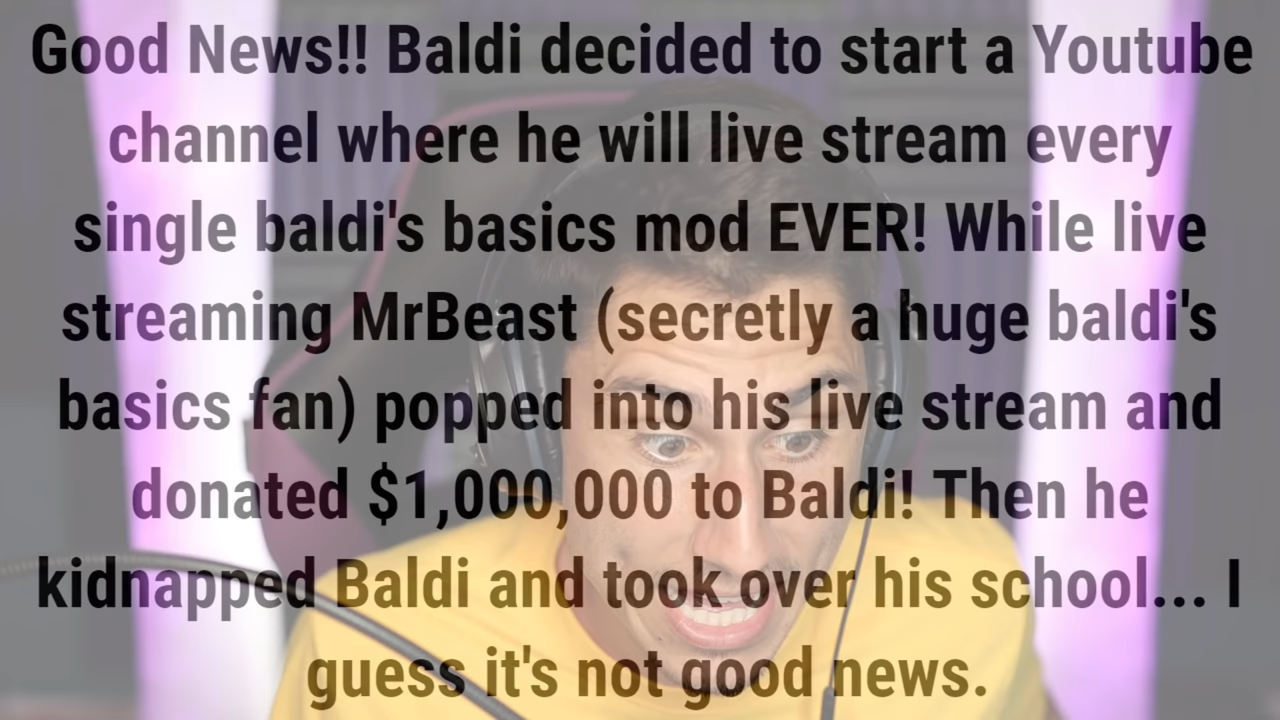 Good News!! Baldi decided to start a Youtube
channel where he will live stream every
single baldi's basics mod EVER! While live
streaming MrBeast (secretly a huge baldi's
basics fan) popped into his live stream and
donated $1,000,000 to Baldi! Then he
kidnapped Baldi and took over his school... I
guess it's not good news.